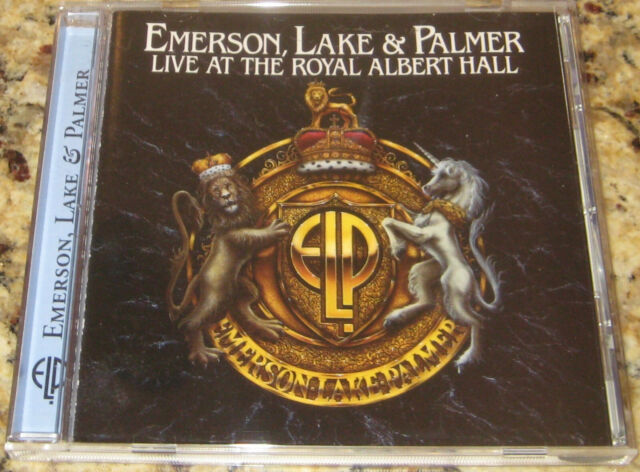 EMERSON, LAKE & PALMER
LIVE AT THE ROYAL ALBERT HALL
ELP
EMERSON LAKE PALMER
EMERSON, LAKE & PALMER
ELP